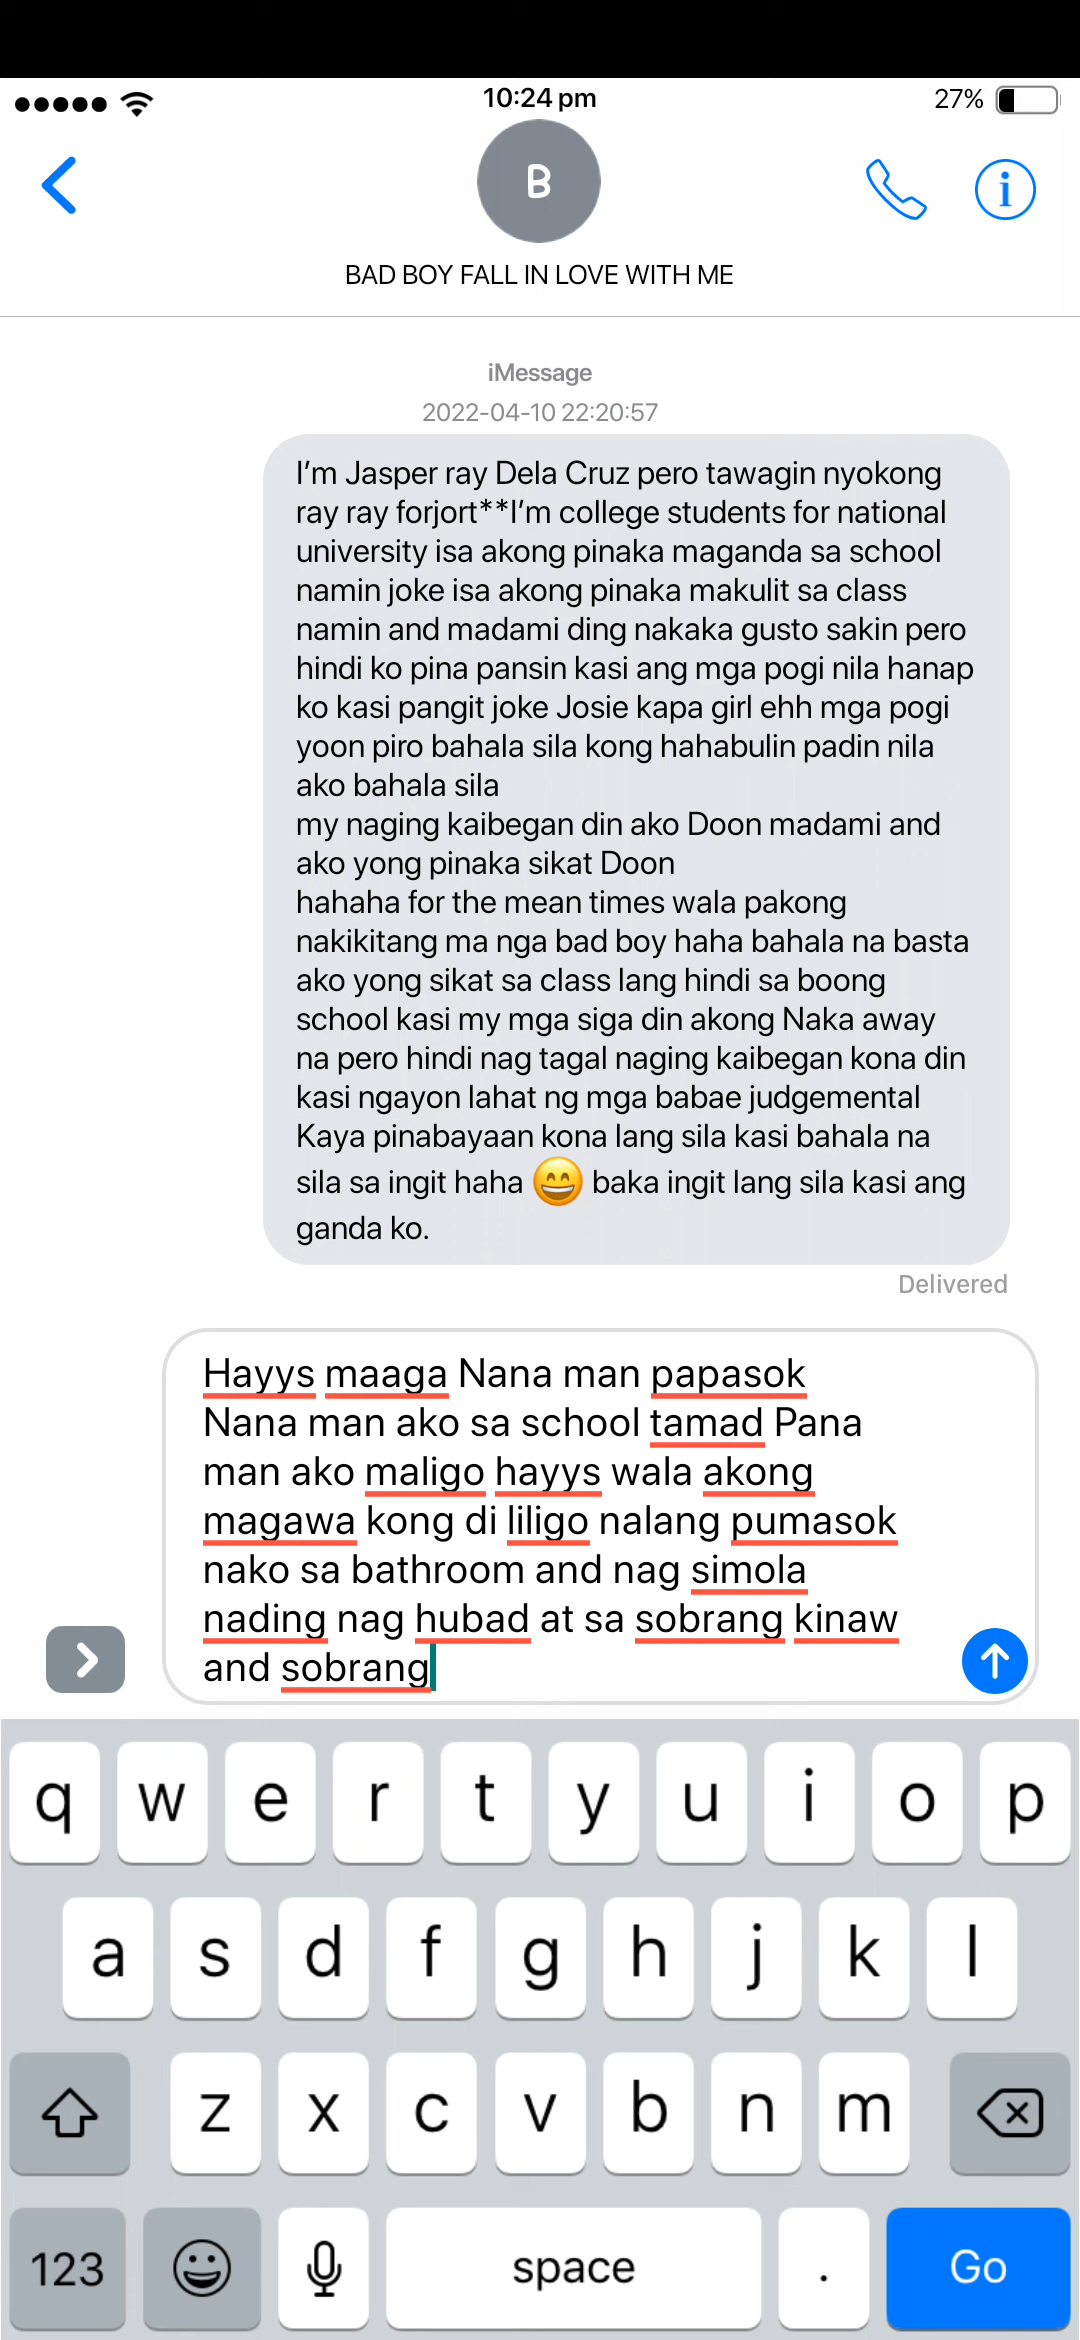 10:24 pm
27%
B
BAD BOY FALL IN LOVE WITH ME
iMessage
2022-04-10 22:20:57
I'm Jasper ray Dela Cruz pero tawagin nyokong
ray ray forjort**I'm college students for national
university isa akong pinaka maganda sa school
namin joke isa akong pinaka makulit sa class
namin and madami ding nakaka gusto sakin pero
hindi ko pina pansin kasi ang mga pogi nila hanap
ko kasi pangit joke Josie kapa girl ehh mga pogi
yoon piro bahala sila kong hahabulin padin nila
ako bahala sila
my naging kaibegan din ako Doon madami and
ako yong pinaka sikat Doon
hahaha for the mean times wala pakong
nakikitang ma nga bad boy haha bahala na basta
ako yong sikat sa class lang hindi sa boong
school kasi my mga siga din akong Naka away
na pero hindi nag tagal naging kaibegan kona din
kasi ngayon lahat ng mga babae judgemental
Kaya pinabayaan kona lang sila kasi bahala na
sila sa ingit haha 😄 baka ingit lang sila kasi ang
ganda ko.
Delivered
Hayys maaga Nana man papasok
Nana man ako sa school tamad Pana
man ako maligo hayys wala akong
magawa kong di liligo nalang pumasok
nako sa bathroom and nag simola
nading nag hubad at sa sobrang kinaw
and sobrang
q w e r t y u i o p
a s d f g h j k l
z x c v b n m
123 space . Go